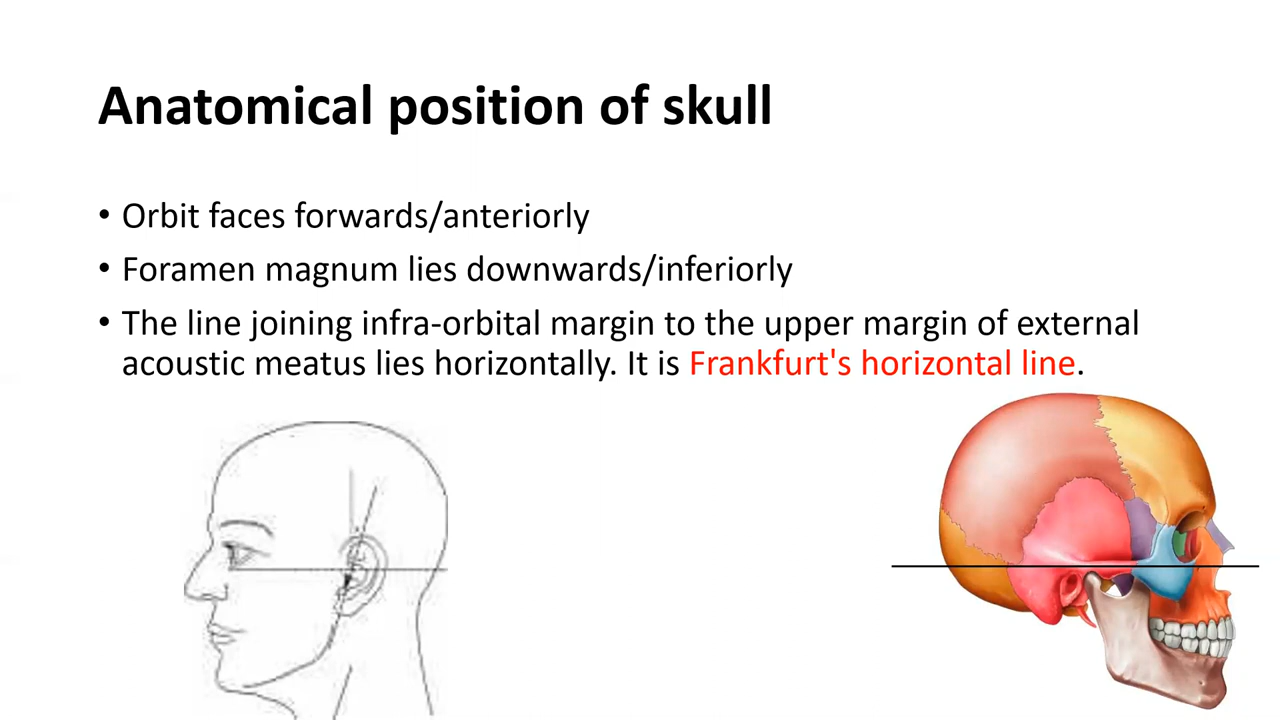 Anatomical position of skull
• Orbit faces forwards/anteriorly
• Foramen magnum lies downwards/inferiorly
• The line joining infra-orbital margin to the upper margin of external
acoustic meatus lies horizontally. It is Frankfurt's horizontal line.